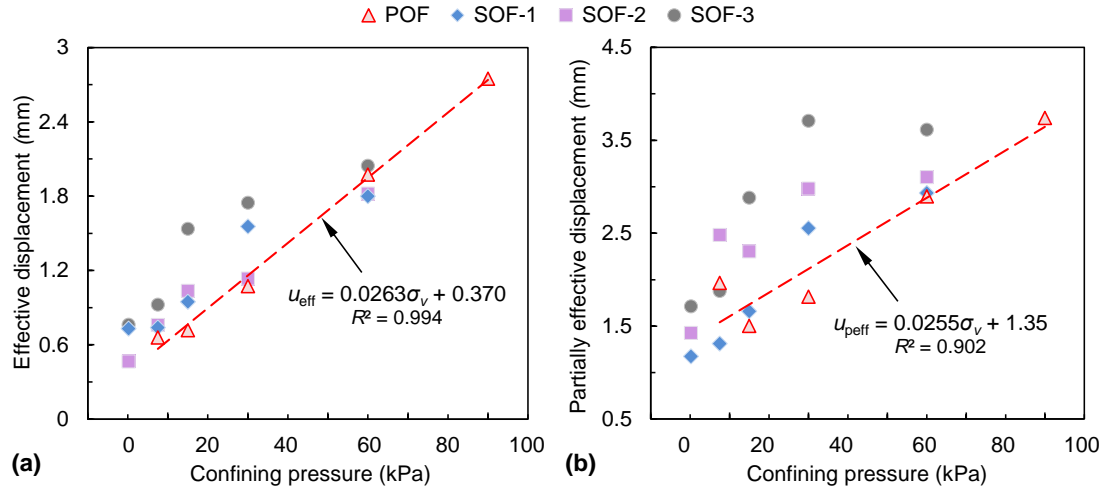 POF SOF-1 SOF-2 SOF-3
Effective displacement (mm)
3
2.4
1.8
1.2
0.6
0
u_eff = 0.0263σ_v + 0.370
R² = 0.994
0 20 40 60 80 100
(a) Confining pressure (kPa)
Partially effective displacement (mm)
4.5
3.5
2.5
1.5
0.5
u_peff = 0.0255σ_v + 1.35
R² = 0.902
0 20 40 60 80 100
(b) Confining pressure (kPa)